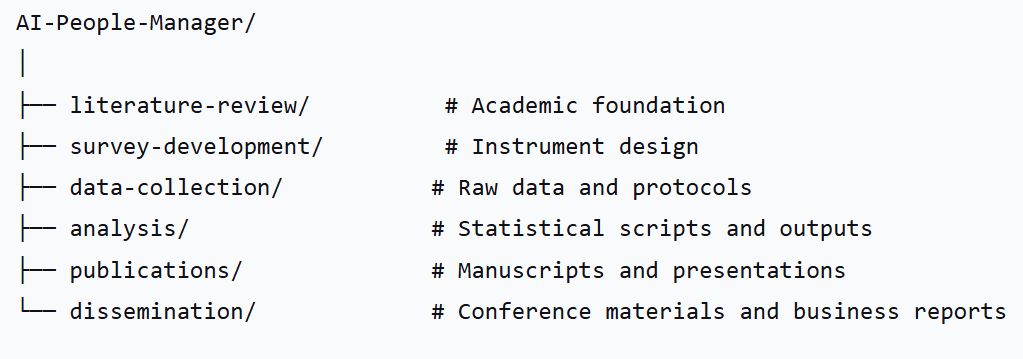 AI-People-Manager/
│
├── literature-review/          # Academic foundation
├── survey-development/         # Instrument design
├── data-collection/           # Raw data and protocols
├── analysis/                  # Statistical scripts and outputs
├── publications/              # Manuscripts and presentations
└── dissemination/             # Conference materials and business reports